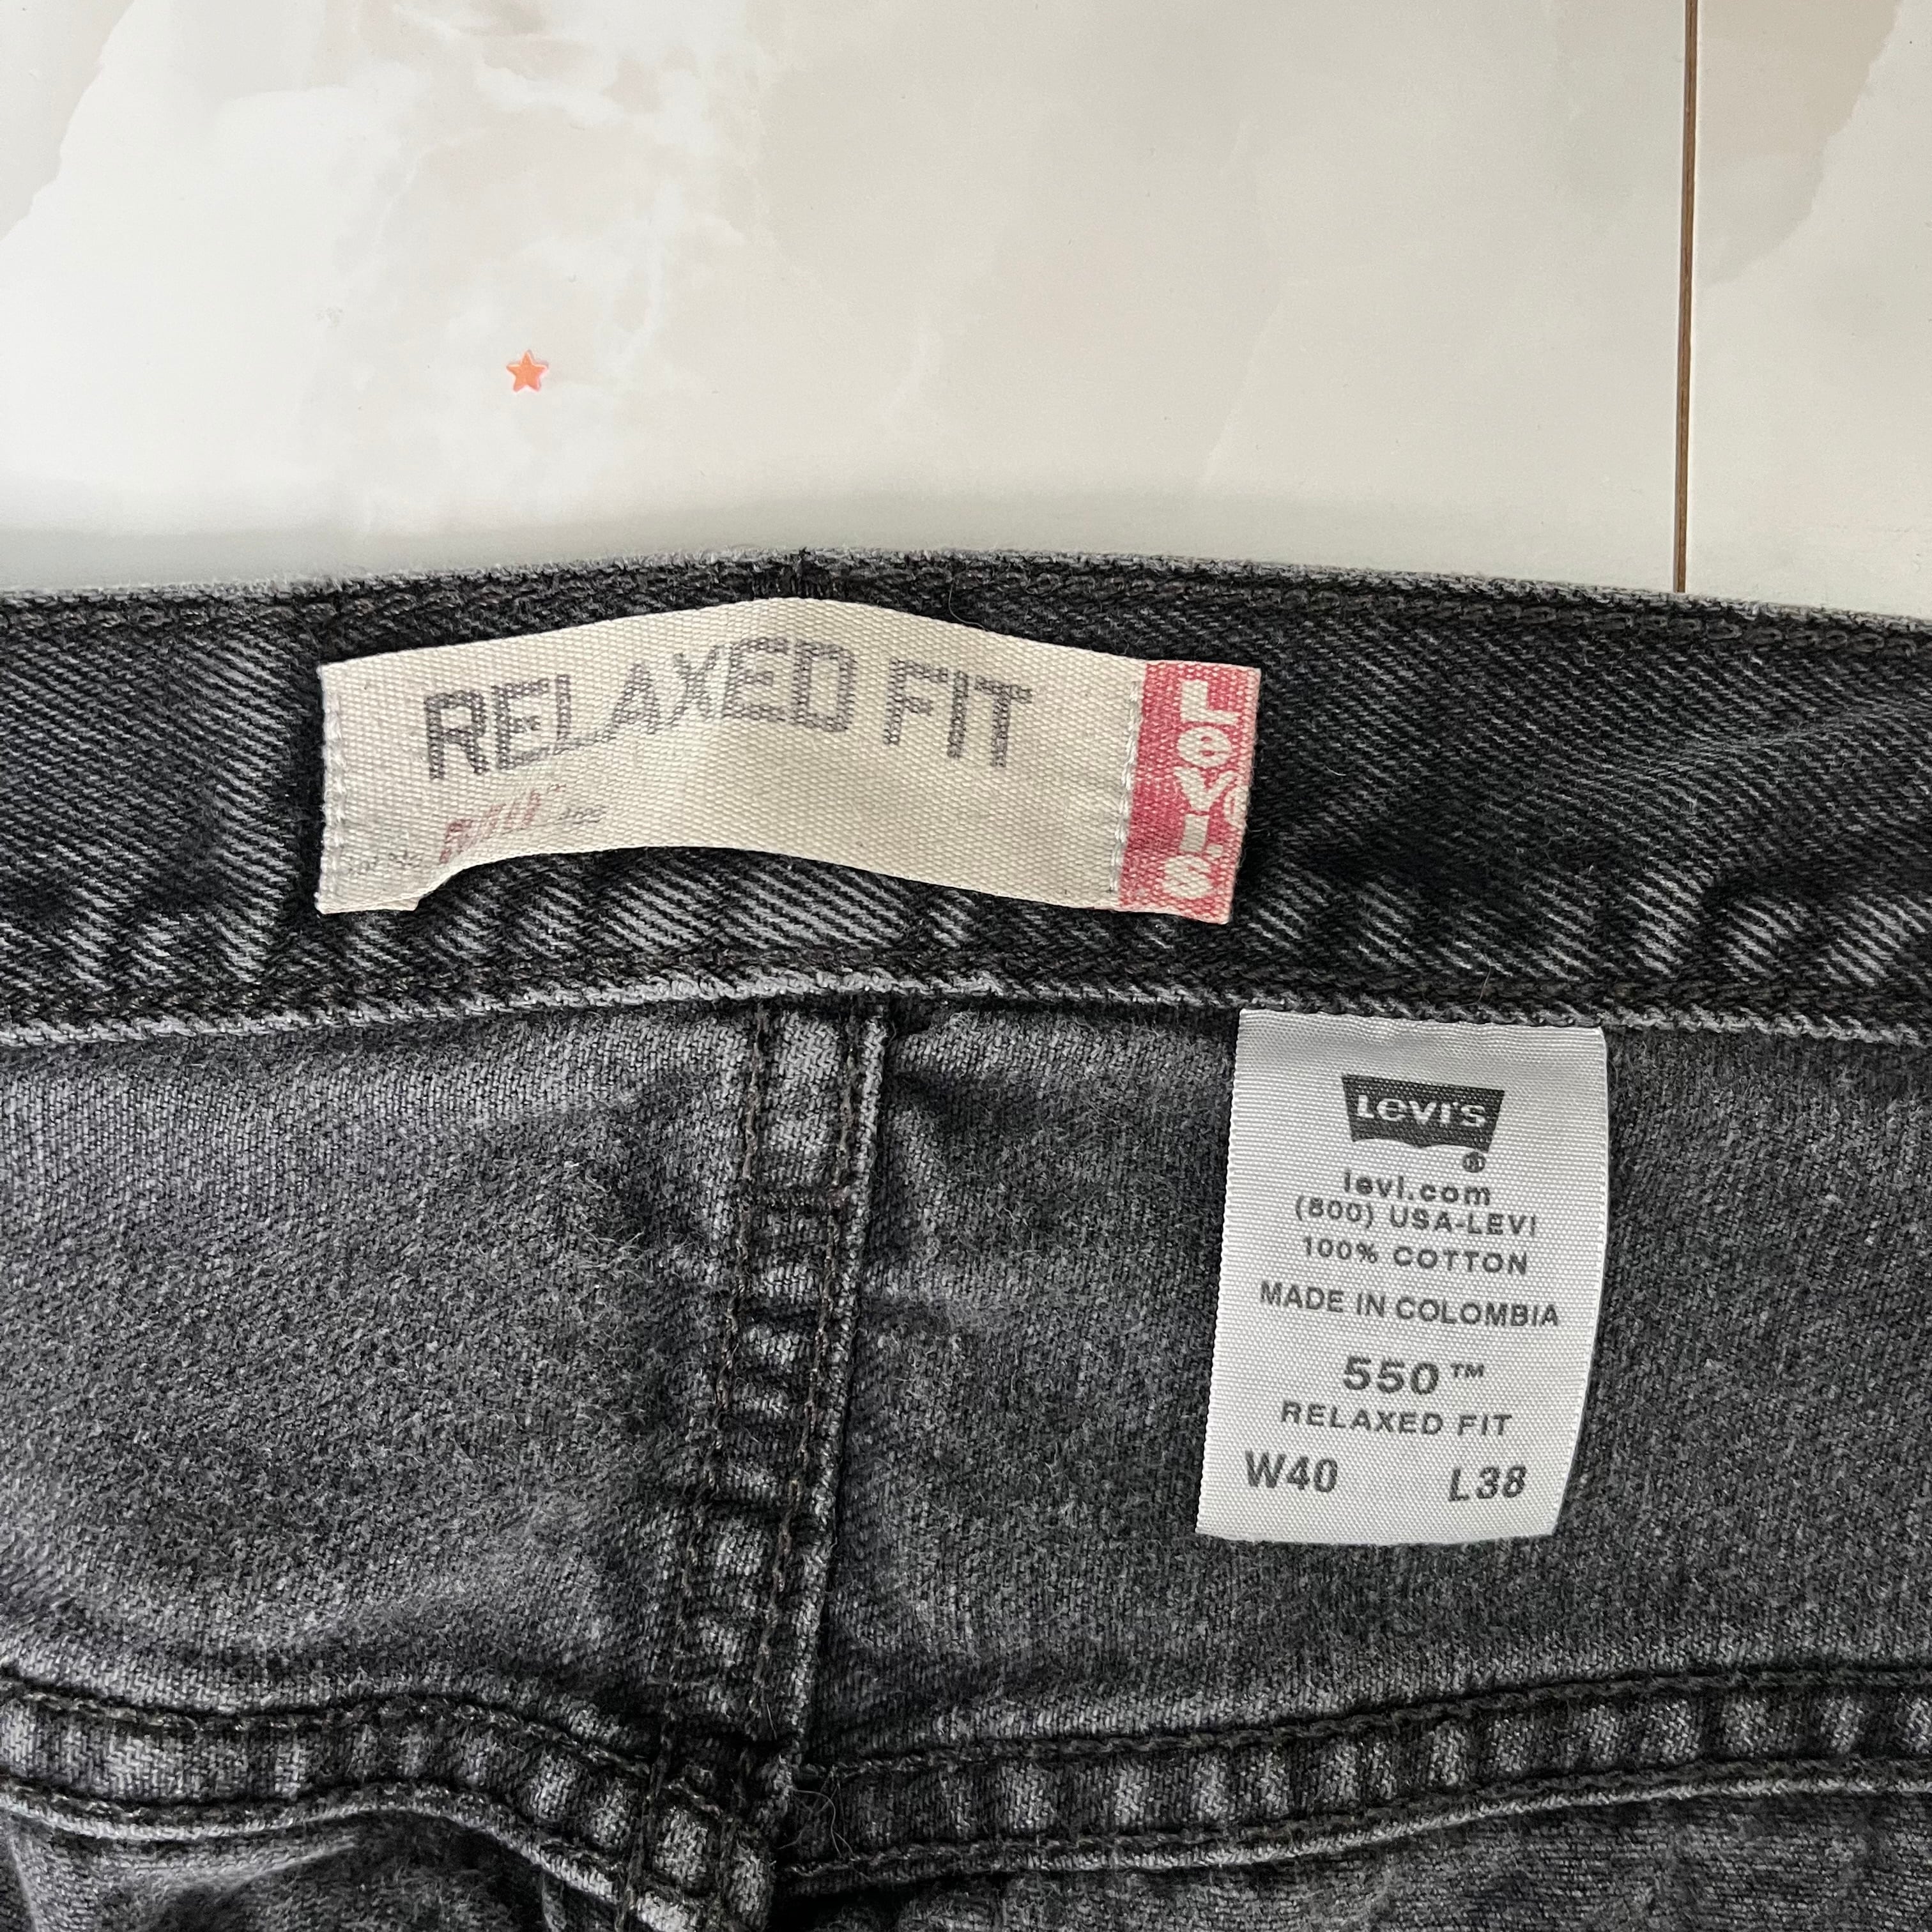 RELAXED FIT
Levi's
LEVI'S
®
levi.com
(800) USA-LEVI
100% COTTON
MADE IN COLOMBIA
550™
RELAXED FIT
W40 L38